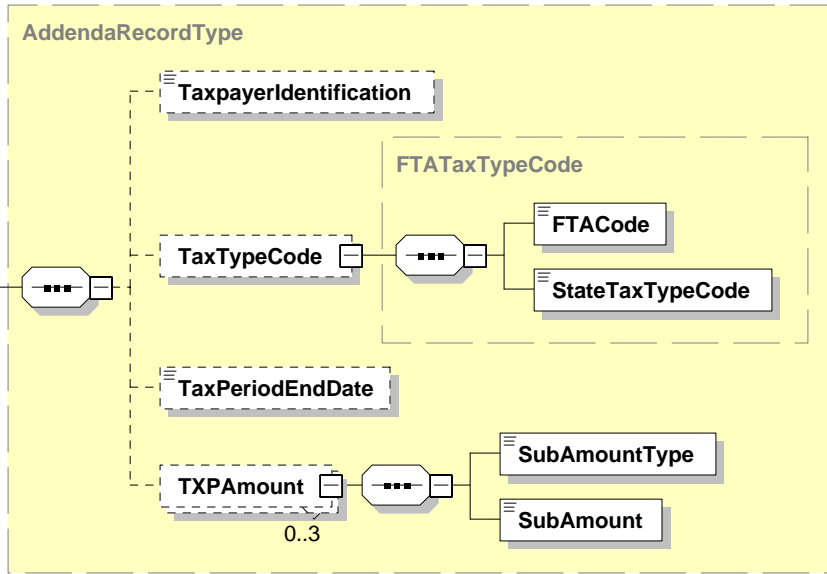 AddendaRecordType
TaxpayerIdentification
FTATaxTypeCode
FTACode
TaxTypeCode
StateTaxTypeCode
TaxPeriodEndDate
SubAmountType
TXPAmount
SubAmount
0..3